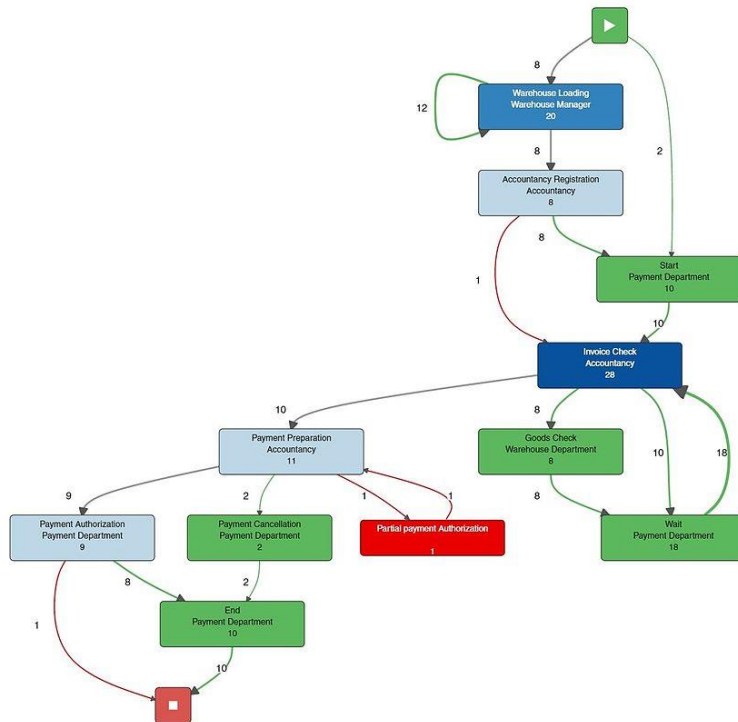 8
Warehouse Loading
Warehouse Manager
20
12
2
8
Accountancy Registration
Accountancy
8
8
1
Start
Payment Department
10
10
Invoice Check
Accountancy
28
10
8
10
18
Payment Preparation
Accountancy
11
Goods Check
Warehouse Department
8
9
2
1
1
8
Payment Authorization
Payment Department
9
Payment Cancellation
Payment Department
2
Partial payment Authorization
1
Wait
Payment Department
18
8
2
1
End
Payment Department
10
10